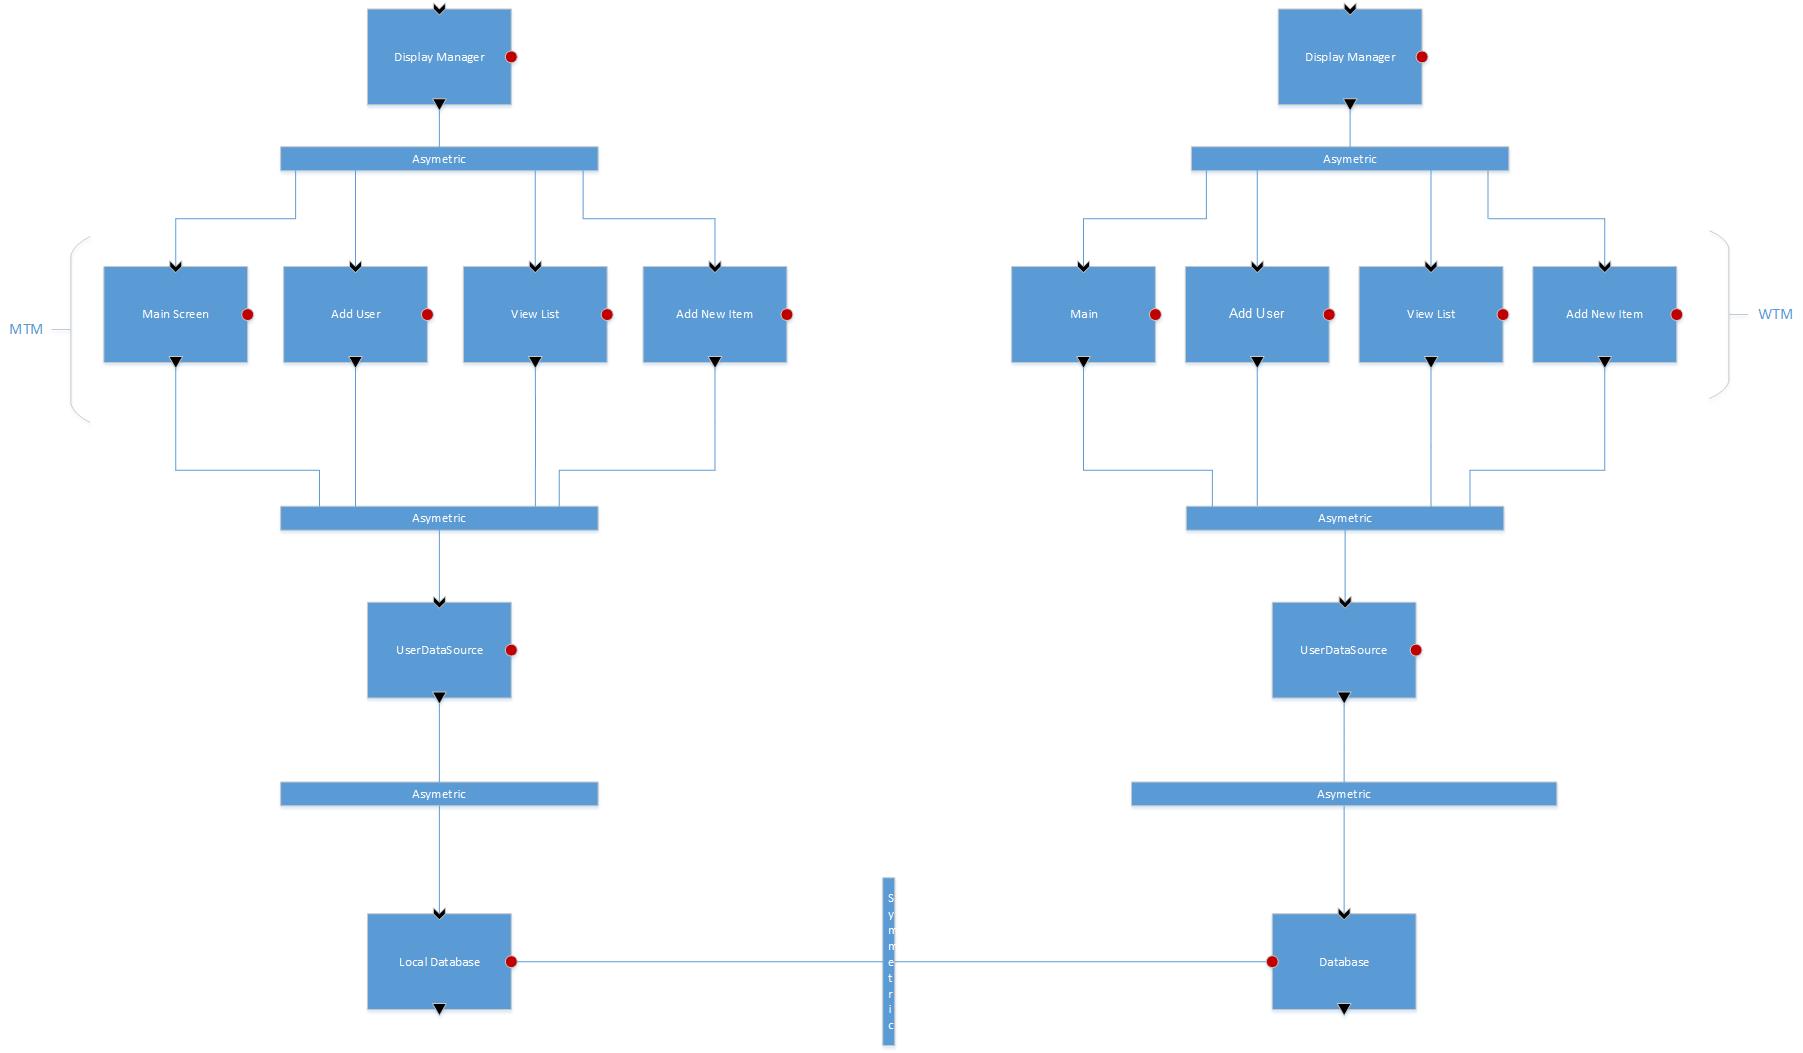 Display Manager
Display Manager
Asymetric
Asymetric
MTM
Main Screen
Add User
View List
Add New Item
Main
Add User
View List
Add New Item
WTM
Asymetric
Asymetric
UserDataSource
UserDataSource
Asymetric
Asymetric
Symmetric
Local Database
Database